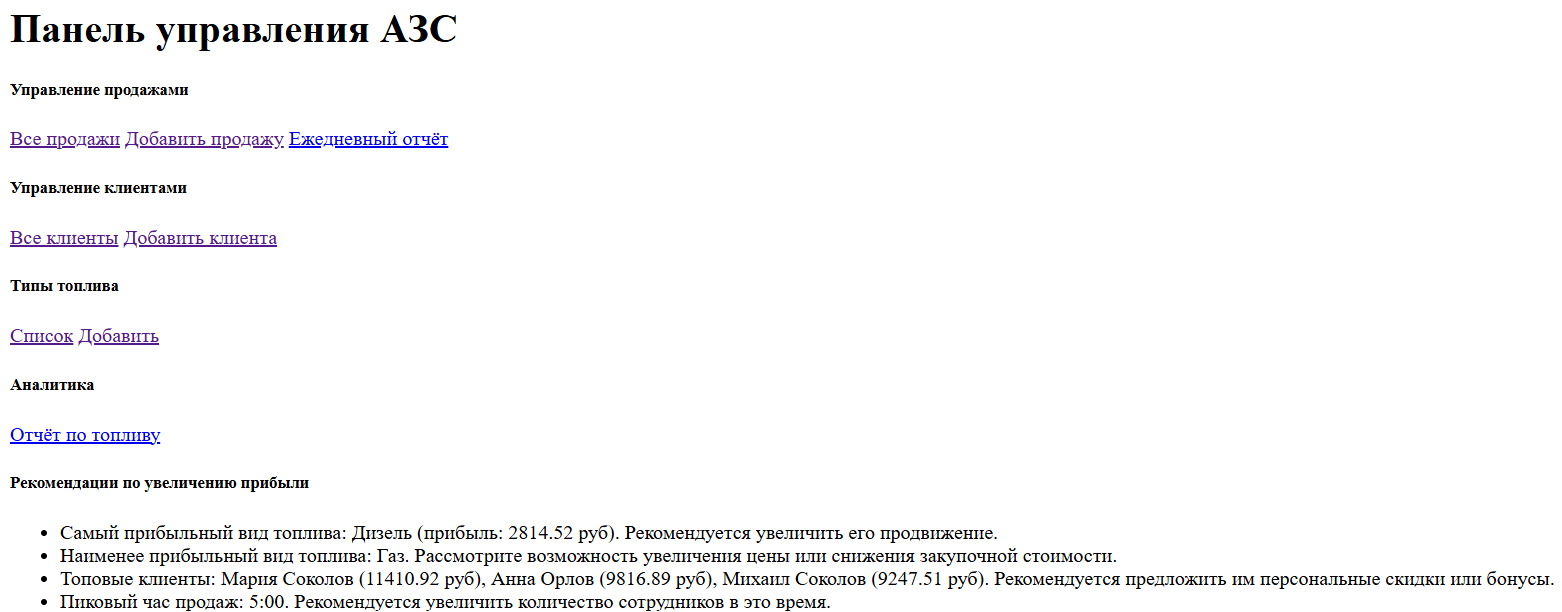 Панель управления АЗС
Управление продажами
Все продажи Добавить продажу Ежедневный отчёт
Управление клиентами
Все клиенты Добавить клиента
Типы топлива
Список Добавить
Аналитика
Отчёт по топливу
Рекомендации по увеличению прибыли
• Самый прибыльный вид топлива: Дизель (прибыль: 2814.52 руб). Рекомендуется увеличить его продвижение.
• Наименее прибыльный вид топлива: Газ. Рассмотрите возможность увеличения цены или снижения закупочной стоимости.
• Топовые клиенты: Мария Соколов (11410.92 руб), Анна Орлов (9816.89 руб), Михаил Соколов (9247.51 руб). Рекомендуется предложить им персональные скидки или бонусы.
• Пиковый час продаж: 5:00. Рекомендуется увеличить количество сотрудников в это время.